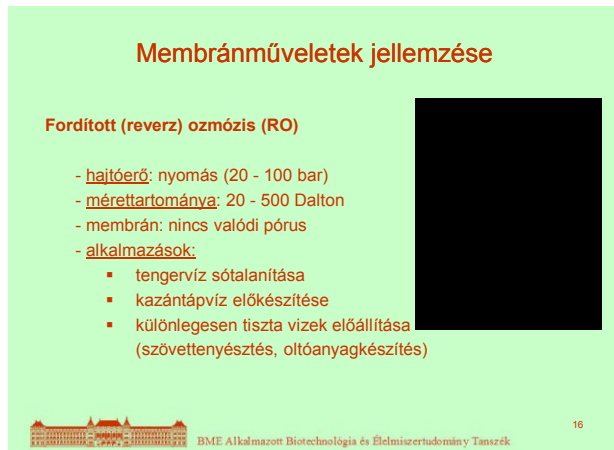 Membránműveletek jellemzése
Fordított (reverz) ozmózis (RO)
- hajtóerő: nyomás (20 - 100 bar)
- mérettartománya: 20 - 500 Dalton
- membrán: nincs valódi pórus
- alkalmazások:
▪ tengervíz sótalanítása
▪ kazántápvíz előkészítése
▪ különlegesen tiszta vizek előállítása
(szövettenyésztés, oltóanyagkészítés)
BME Alkalmazott Biotechnológia és Élelmiszertudomány Tanszék
16